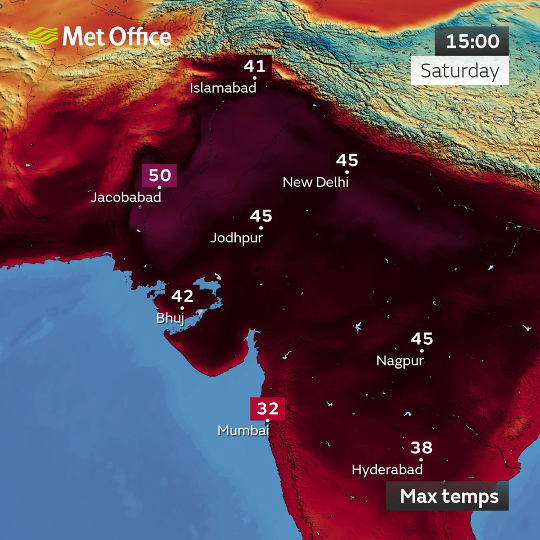 Met Office
15:00
Saturday
41
Islamabad
45
New Delhi
50
Jacobabad
45
Jodhpur
42
Bhuj
45
Nagpur
32
Mumbai
38
Hyderabad
Max temps